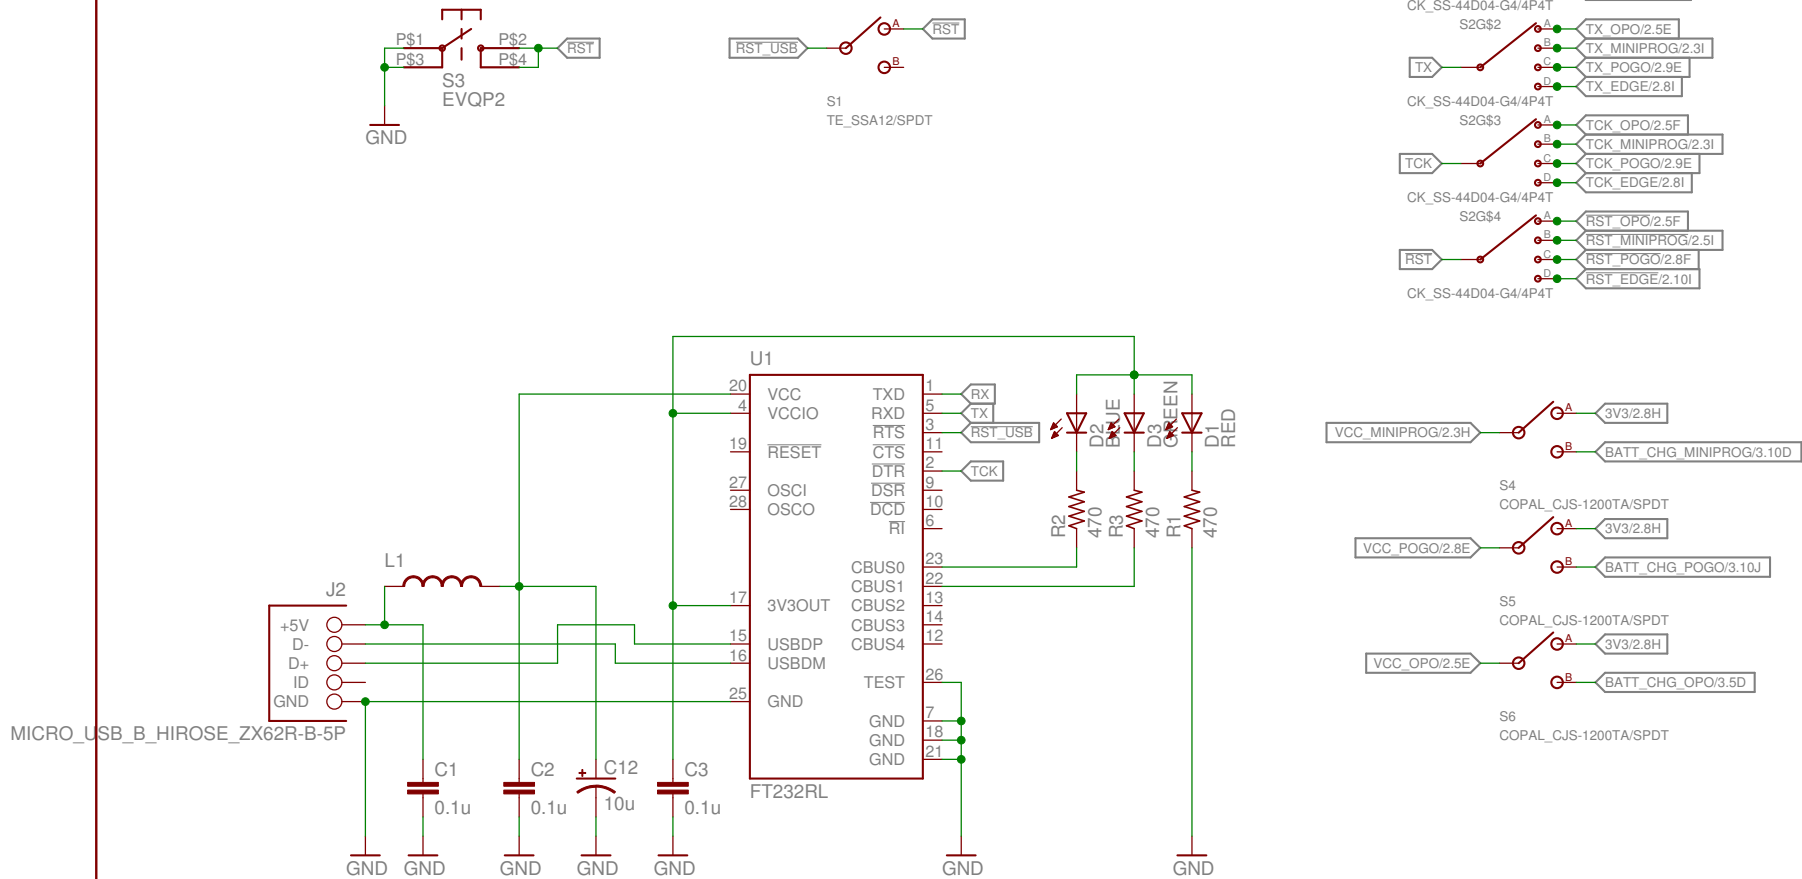 CK_SS-44D04-G4/4P4T
P$1
P$2
P$3
P$4
RST
S3
EVQP2
GND
RST_USB
A
RST
B
S1
TE_SSA12/SPDT
S2G$2
TX
A
TX_OPO/2.5E
B
TX_MINIPROG/2.3I
C
TX_POGO/2.9E
D
TX_EDGE/2.8I
CK_SS-44D04-G4/4P4T
S2G$3
TCK
A
TCK_OPO/2.5F
B
TCK_MINIPROG/2.3I
C
TCK_POGO/2.9E
D
TCK_EDGE/2.8I
CK_SS-44D04-G4/4P4T
S2G$4
RST
A
RST_OPO/2.5F
B
RST_MINIPROG/2.5I
C
RST_POGO/2.8F
D
RST_EDGE/2.10I
CK_SS-44D04-G4/4P4T
U1
20 VCC
4 VCCIO
19 RESET
27 OSCI
28 OSCO
17 3V3OUT
15 USBDP
16 USBDM
25 GND
TXD 1 RX
RXD 5 TX
RTS 3 RST_USB
CTS 11
DTR 2 TCK
DSR 9
DCD 10
RI 6
CBUS0 23
CBUS1 22
CBUS2 13
CBUS3 14
CBUS4 12
TEST 26
GND 7
GND 18
GND 21
FT232RL
D2
BLUE
D3
GREEN
D1
RED
R2
470
R3
470
R1
470
L1
J2
+5V
D-
D+
ID
GND
MICRO_USB_B_HIROSE_ZX62R-B-5P
C1
0.1u
C2
0.1u
C12
+
10u
C3
0.1u
GND
GND
GND
GND
GND
GND
GND
VCC_MINIPROG/2.3H
A
3V3/2.8H
B
BATT_CHG_MINIPROG/3.10D
S4
COPAL_CJS-1200TA/SPDT
VCC_POGO/2.8E
A
3V3/2.8H
B
BATT_CHG_POGO/3.10J
S5
COPAL_CJS-1200TA/SPDT
VCC_OPO/2.5E
A
3V3/2.8H
B
BATT_CHG_OPO/3.5D
S6
COPAL_CJS-1200TA/SPDT